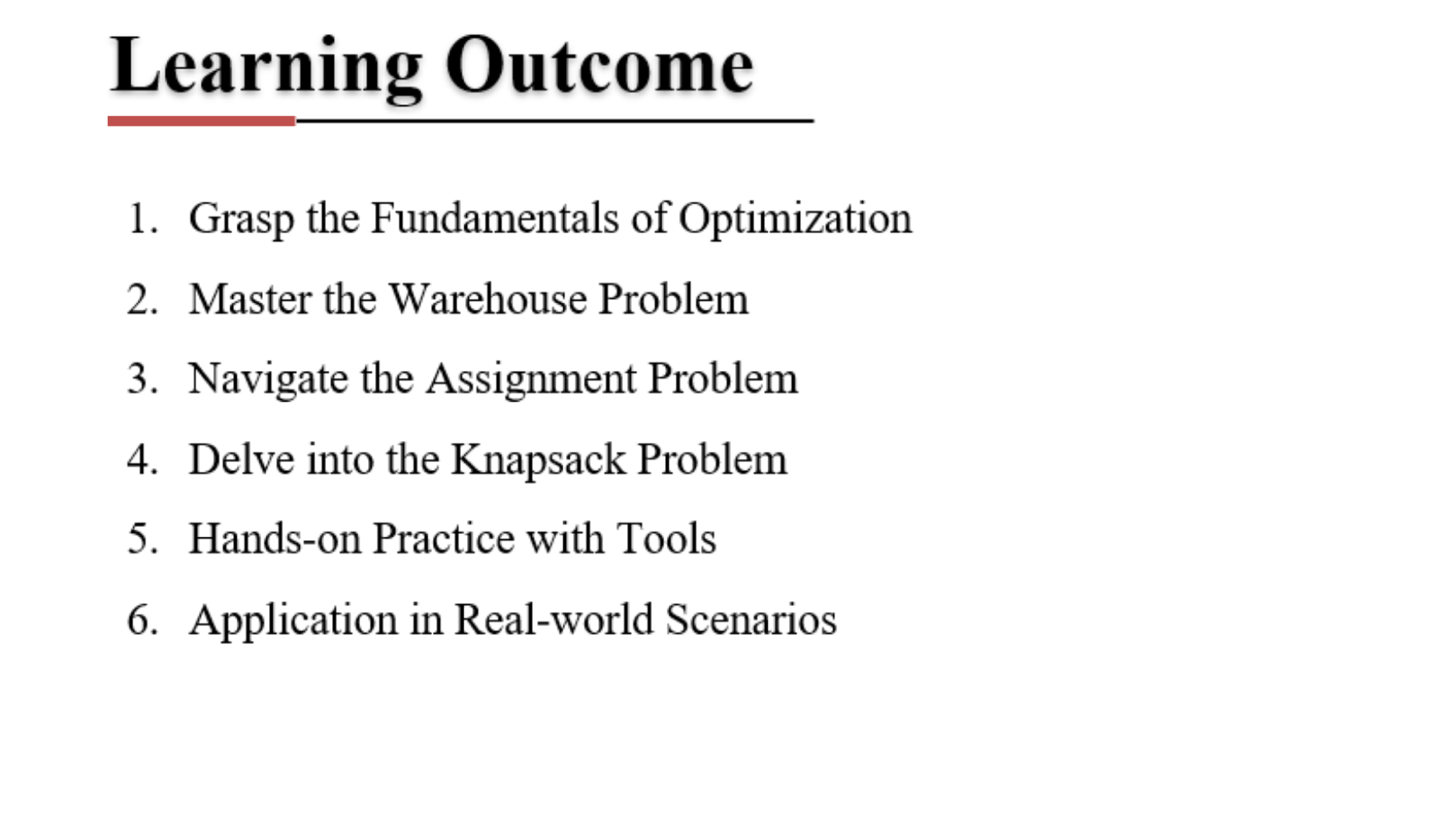 Learning Outcome
1. Grasp the Fundamentals of Optimization
2. Master the Warehouse Problem
3. Navigate the Assignment Problem
4. Delve into the Knapsack Problem
5. Hands-on Practice with Tools
6. Application in Real-world Scenarios